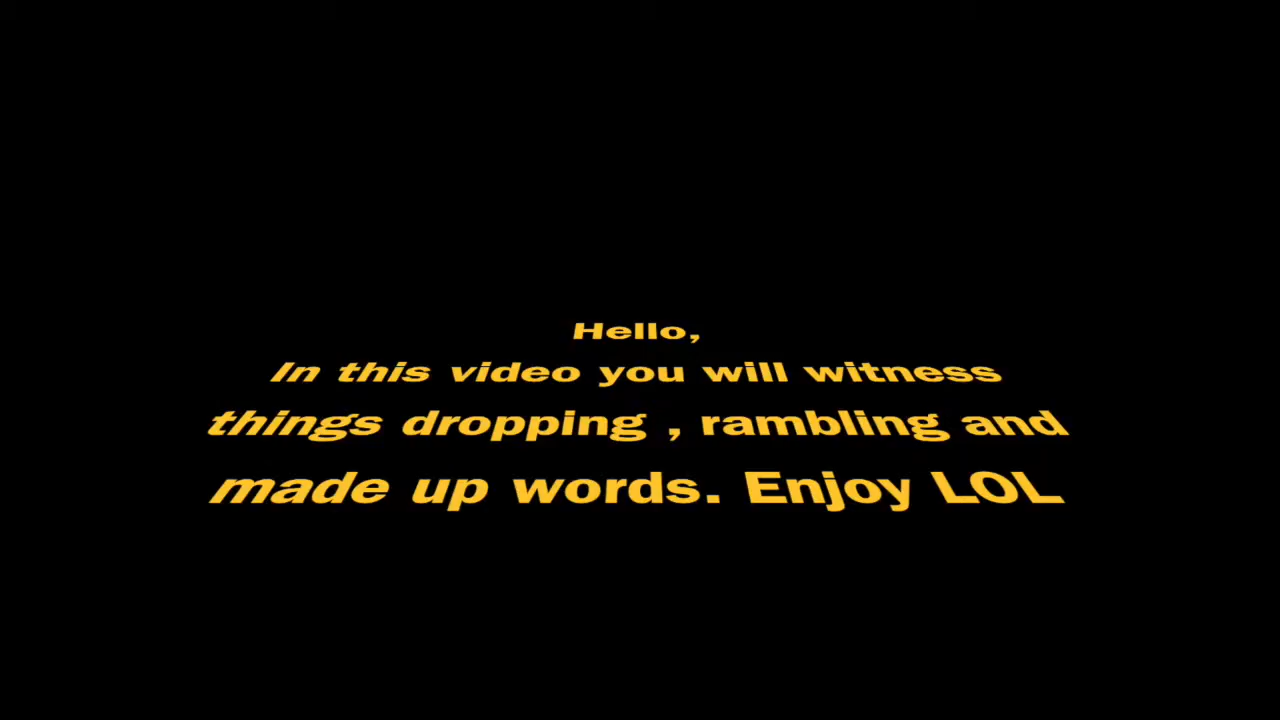 Hello,
In this video you will witness
things dropping , rambling and
made up words. Enjoy LOL